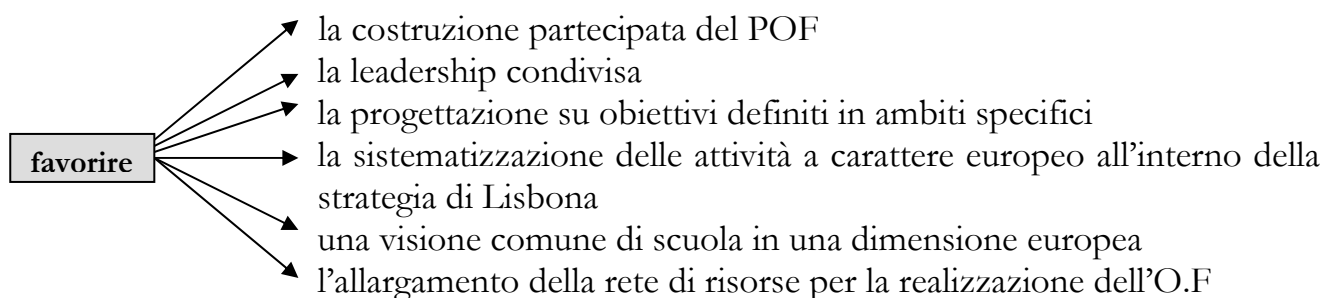 la costruzione partecipata del POF
la leadership condivisa
la progettazione su obiettivi definiti in ambiti specifici
favorire
la sistematizzazione delle attività a carattere europeo all’interno della
strategia di Lisbona
una visione comune di scuola in una dimensione europea
l’allargamento della rete di risorse per la realizzazione dell’O.F